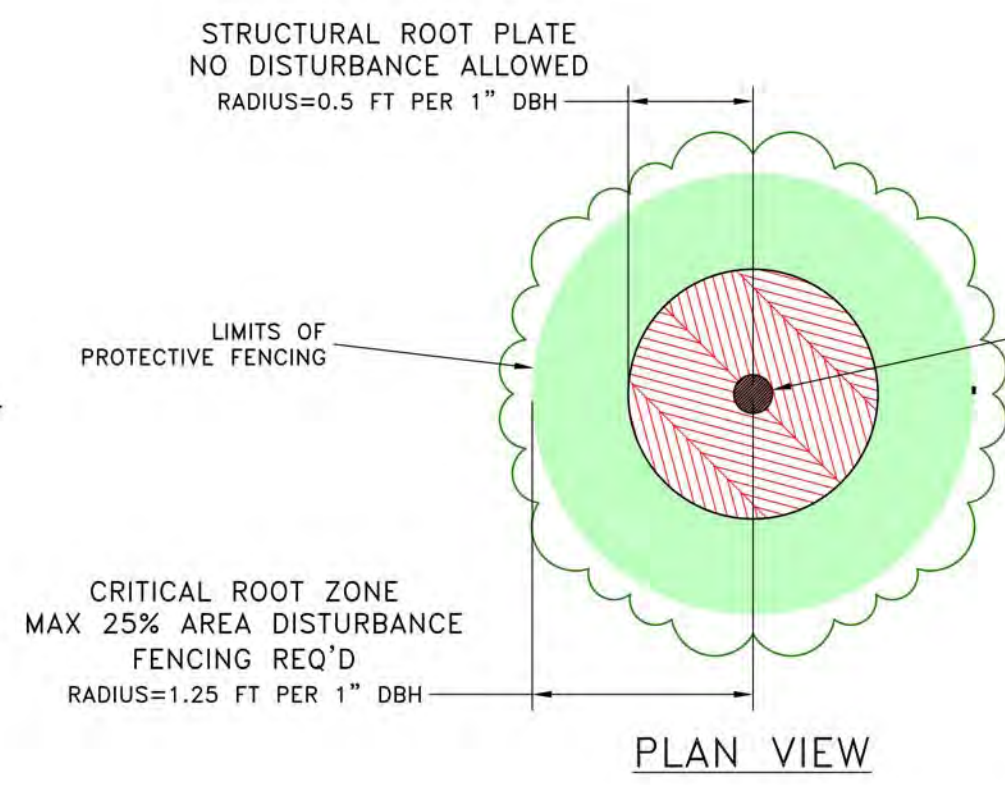 STRUCTURAL ROOT PLATE
NO DISTURBANCE ALLOWED
RADIUS=0.5 FT PER 1" DBH
LIMITS OF
PROTECTIVE FENCING
CRITICAL ROOT ZONE
MAX 25% AREA DISTURBANCE
FENCING REQ'D
RADIUS=1.25 FT PER 1" DBH
PLAN VIEW